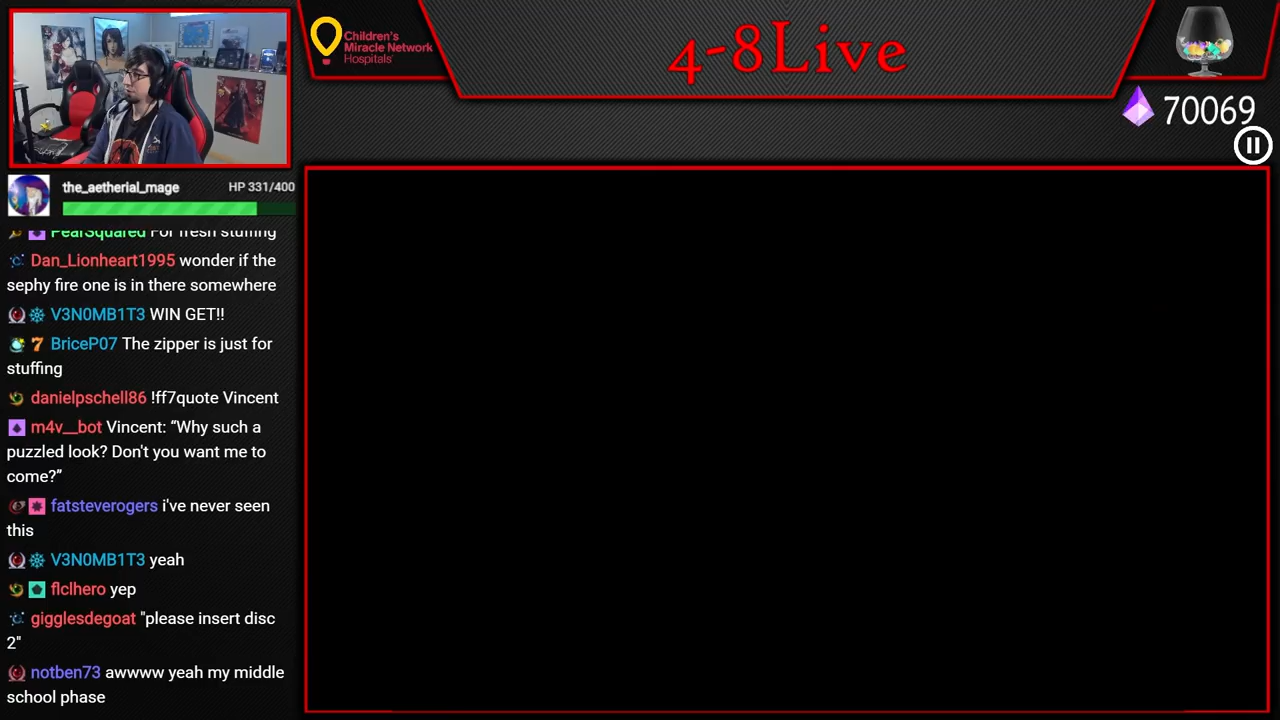 Children's
Miracle Network
Hospitals
4-8Live
70069
the_aetherial_mage HP 331/400
PearSquared For fresh stuffing
Dan_Lionheart1995 wonder if the
sephy fire one is in there somewhere
V3N0MB1T3 WIN GET!!
BriceP07 The zipper is just for
stuffing
danielpschell86 !ff7quote Vincent
m4v__bot Vincent: “Why such a
puzzled look? Don't you want me to
come?”
fatsteverogers i've never seen
this
V3N0MB1T3 yeah
flclhero yep
gigglesdegoat "please insert disc
2"
notben73 awwww yeah my middle
school phase